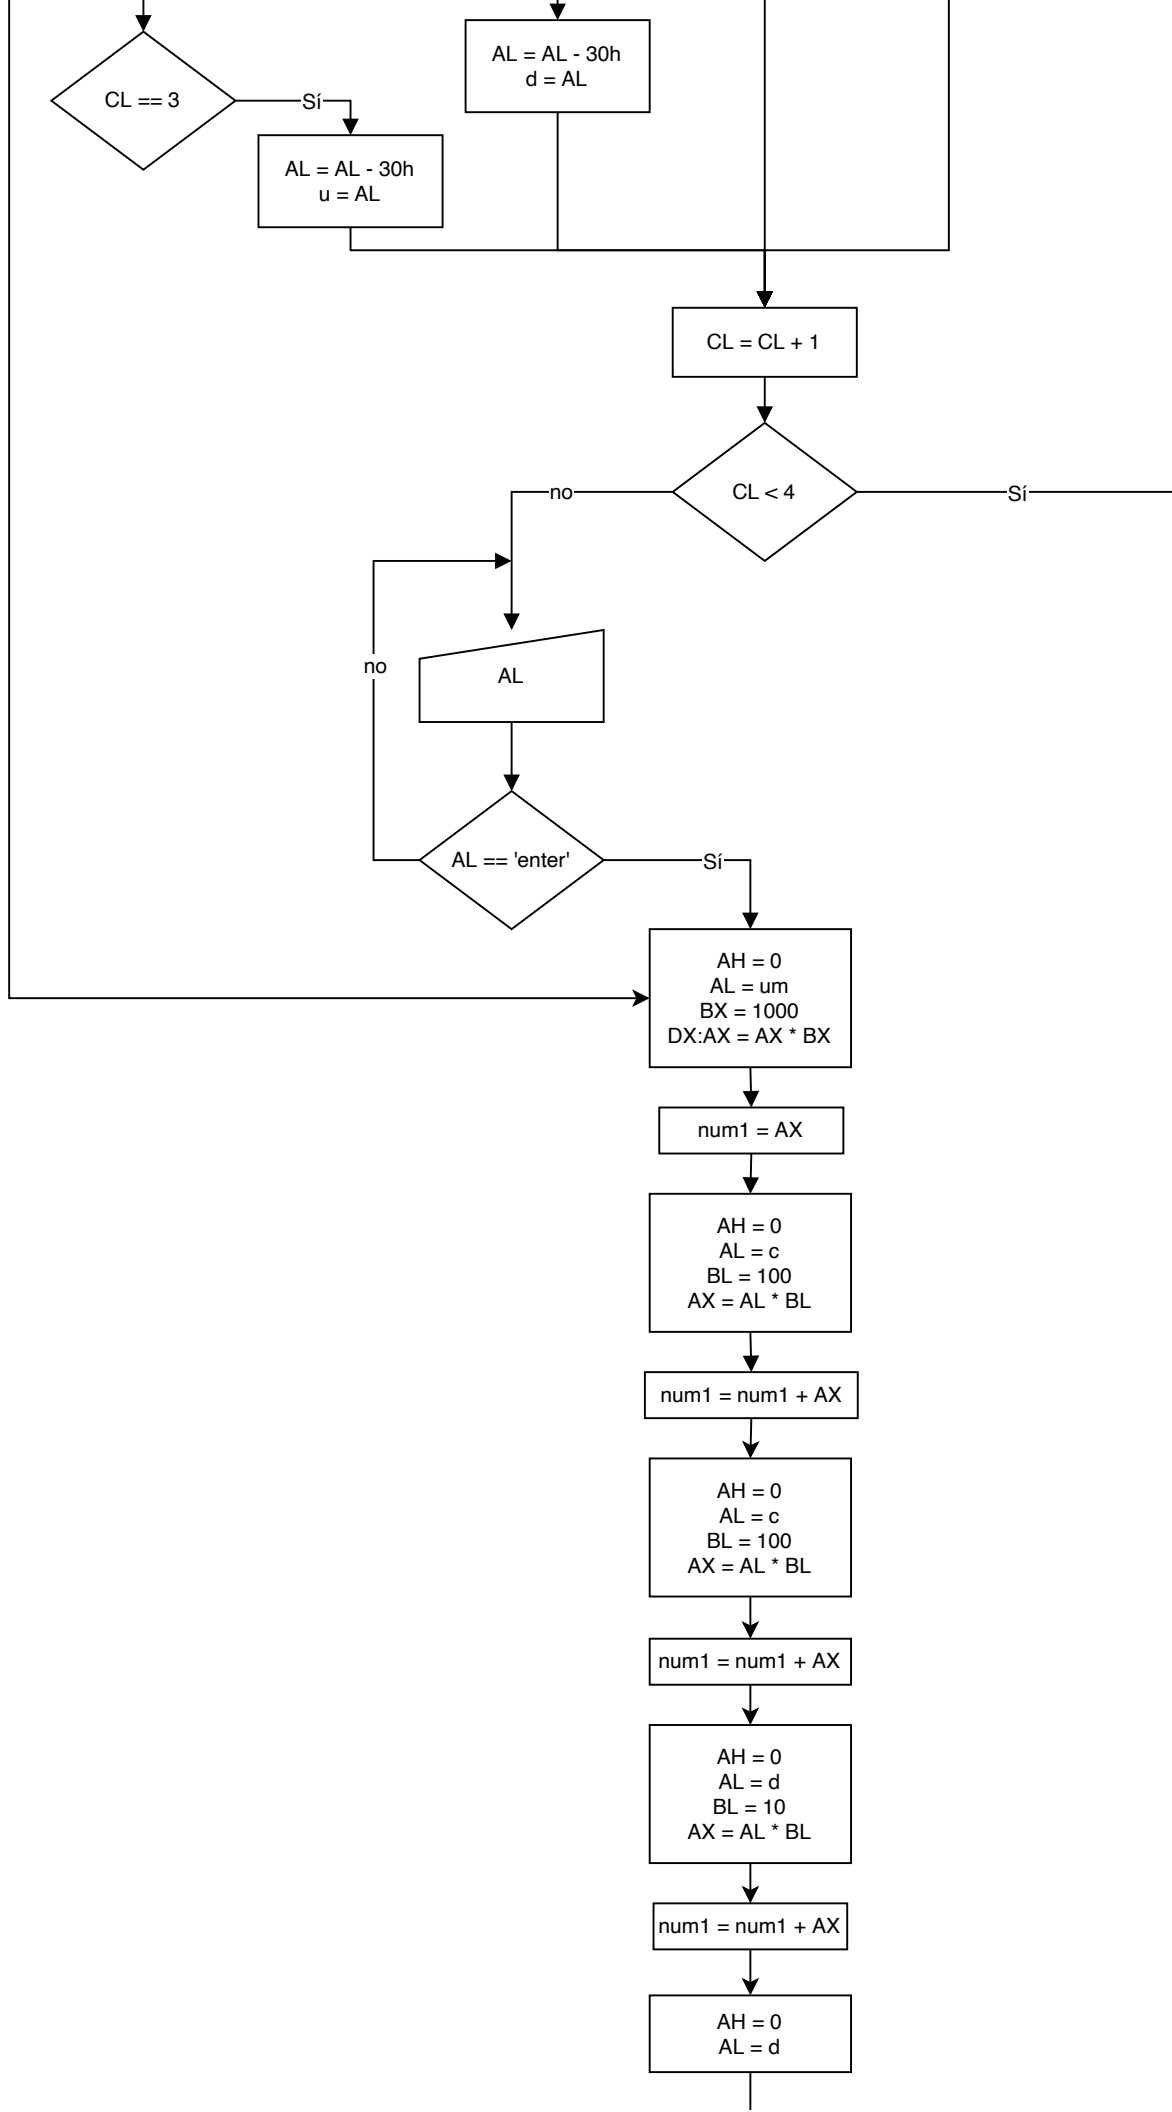 AL = AL - 30h
d = AL
CL == 3
Sí
AL = AL - 30h
u = AL
CL = CL + 1
CL < 4
no
Sí
no
AL
AL == 'enter'
Sí
AH = 0
AL = um
BX = 1000
DX:AX = AX * BX
num1 = AX
AH = 0
AL = c
BL = 100
AX = AL * BL
num1 = num1 + AX
AH = 0
AL = c
BL = 100
AX = AL * BL
num1 = num1 + AX
AH = 0
AL = d
BL = 10
AX = AL * BL
num1 = num1 + AX
AH = 0
AL = d